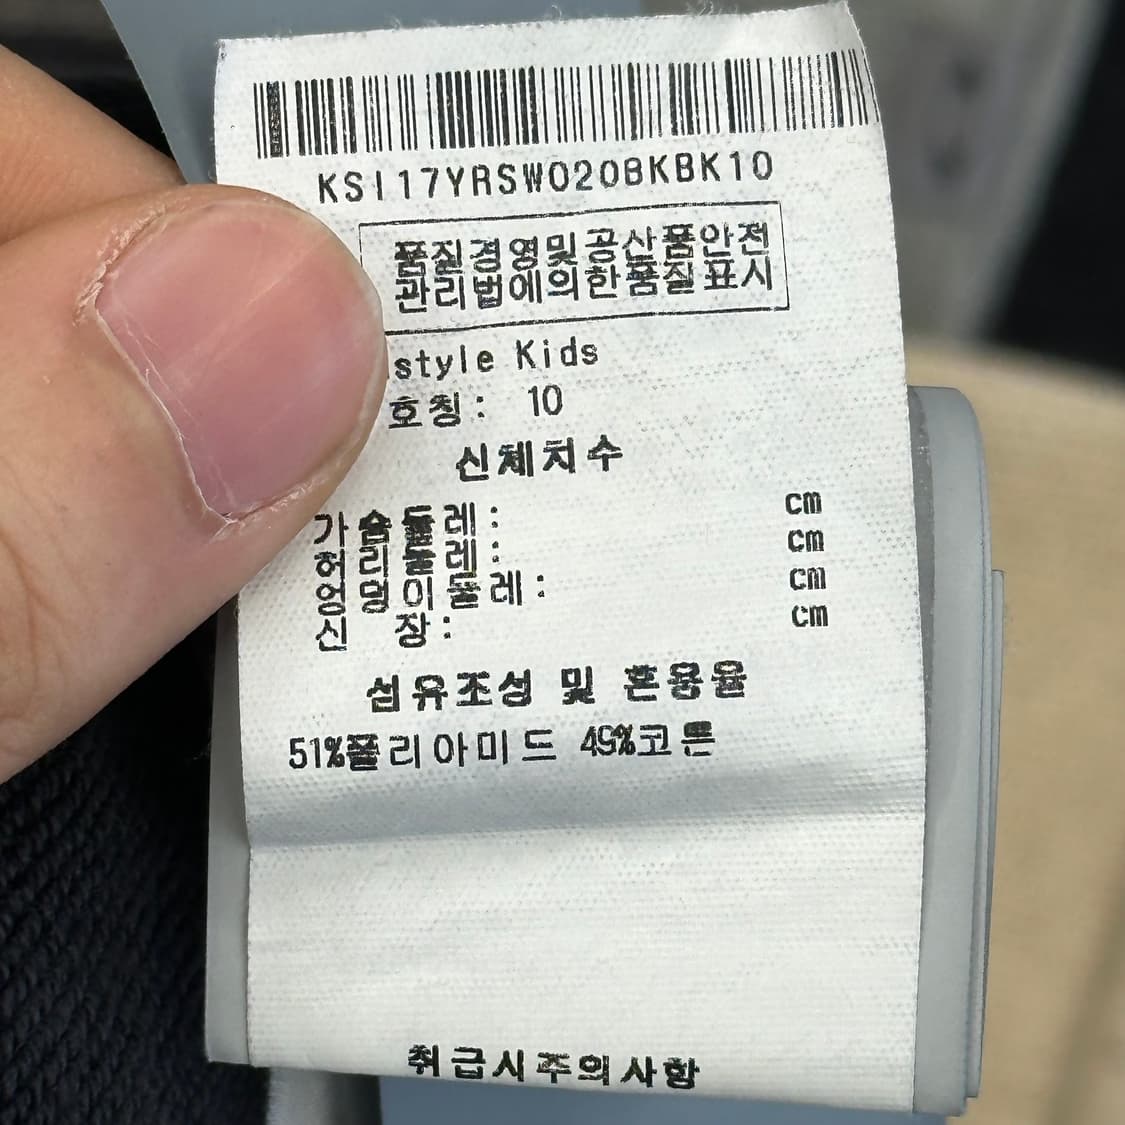 KSI17YRSW020BKBK10
품질경영및공산품안전
관리법에의한품질표시
style Kids
호칭: 10
신체치수
가슴둘레: cm
허리둘레: cm
엉덩이둘레: cm
신 장: cm
섬유조성 및 혼용율
51%폴리아미드 49%코튼
취급시주의사항